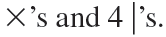 ×’s and 4 |’s.